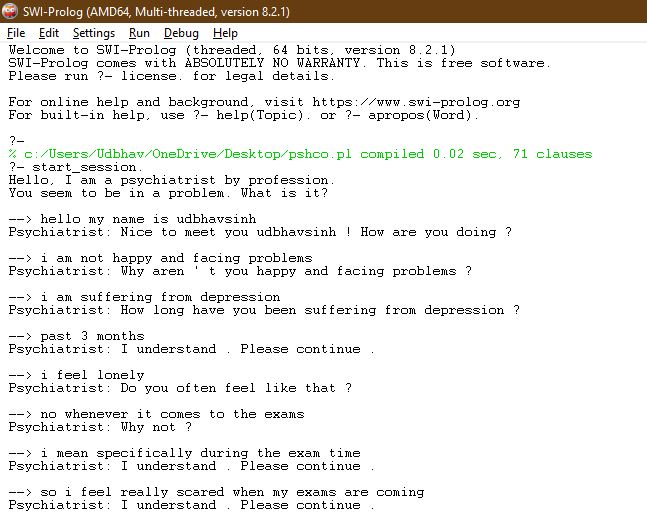 SWI-Prolog (AMD64, Multi-threaded, version 8.2.1)
File Edit Settings Run Debug Help
Welcome to SWI-Prolog (threaded, 64 bits, version 8.2.1)
SWI-Prolog comes with ABSOLUTELY NO WARRANTY. This is free software.
Please run ?- license. for legal details.

For online help and background, visit https://www.swi-prolog.org
For built-in help, use ?- help(Topic). or ?- apropos(Word).

?-
% c:/Users/Udbhav/OneDrive/Desktop/pshco.pl compiled 0.02 sec, 71 clauses
?- start_session.
Hello, I am a psychiatrist by profession.
You seem to be in a problem. What is it?

--> hello my name is udbhavsinh
Psychiatrist: Nice to meet you udbhavsinh ! How are you doing ?

--> i am not happy and facing problems
Psychiatrist: Why aren ' t you happy and facing problems ?

--> i am suffering from depression
Psychiatrist: How long have you been suffering from depression ?

--> past 3 months
Psychiatrist: I understand . Please continue .

--> i feel lonely
Psychiatrist: Do you often feel like that ?

--> no whenever it comes to the exams
Psychiatrist: Why not ?

--> i mean specifically during the exam time
Psychiatrist: I understand . Please continue .

--> so i feel really scared when my exams are coming
Psychiatrist: I understand . Please continue .